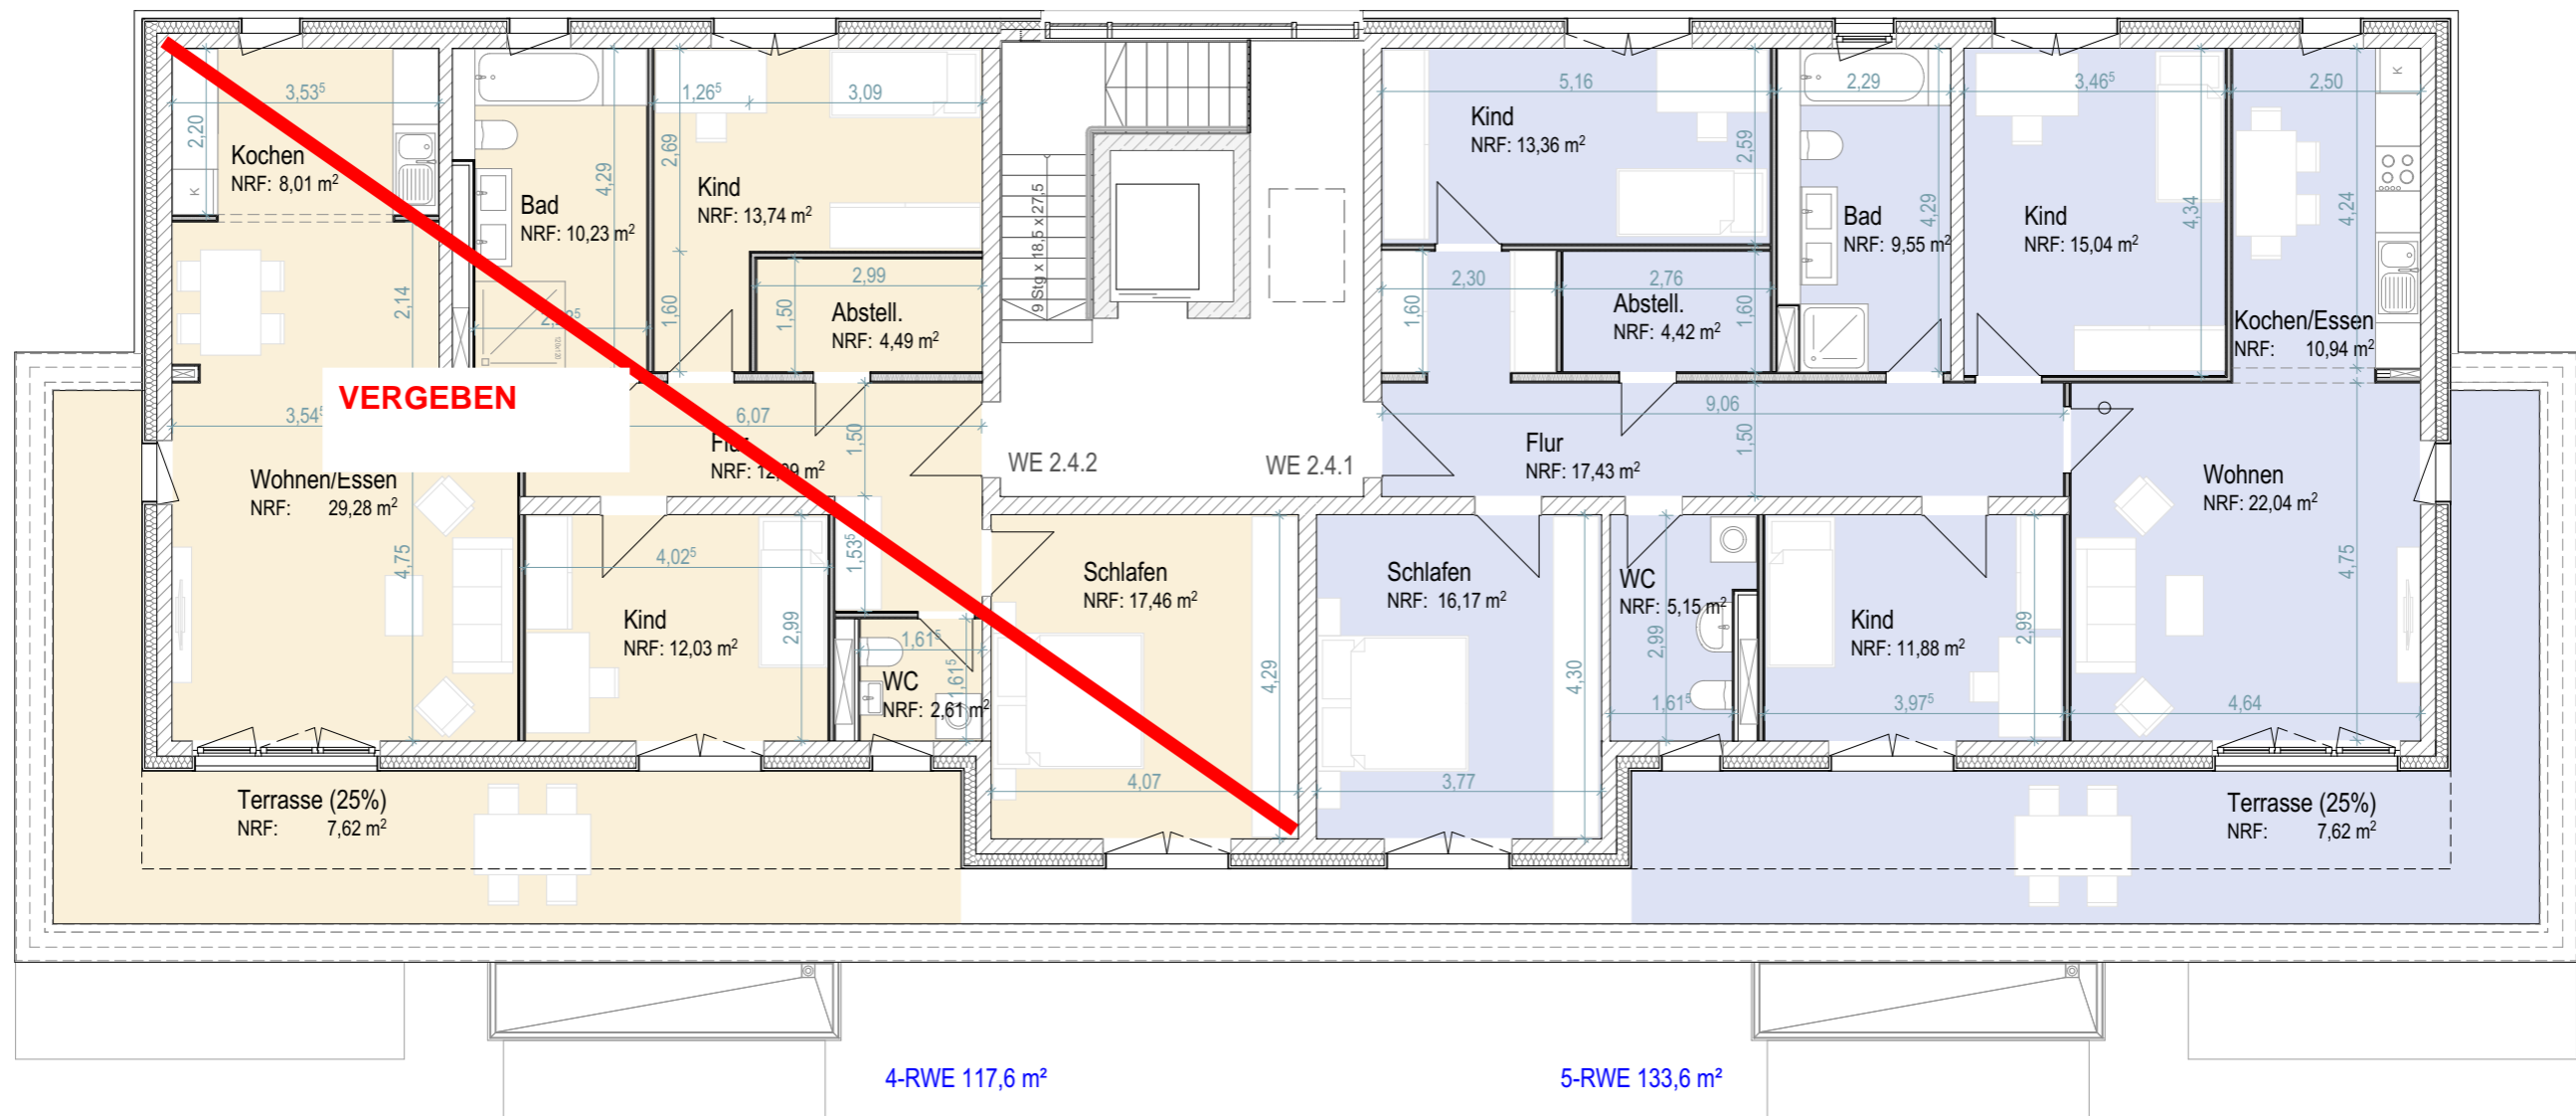 3,53⁵
2,20
Kochen
NRF: 8,01 m²
K
4,29
Bad
NRF: 10,23 m²
1,26⁵
3,09
2,69
Kind
NRF: 13,74 m²
1,60
2,99
1,50
Abstell.
NRF: 4,49 m²
2,14
VERGEBEN
6,07
1,50
Flur
WE 2.4.2
Wohnen/Essen
NRF: 29,28 m²
4,75
4,02⁵
2,99
Kind
NRF: 12,03 m²
1,53⁵
1,61⁵
1,61⁵
WC
NRF: 2,61 m²
Schlafen
NRF: 17,46 m²
4,29
4,07
Terrasse (25%)
NRF: 7,62 m²
9 Stg x 18,5 x 27,5
WE 2.4.1
5,16
Kind
NRF: 13,36 m²
2,59
2,30
1,60
2,76
Abstell.
NRF: 4,42 m²
1,60
2,29
Bad
NRF: 9,55 m²
4,29
3,46⁵
Kind
NRF: 15,04 m²
4,34
2,50
K
4,24
Kochen/Essen
NRF: 10,94 m²
9,06
Flur
NRF: 17,43 m²
1,50
Wohnen
NRF: 22,04 m²
4,75
4,64
Schlafen
NRF: 16,17 m²
4,30
3,77
WC
NRF: 5,15 m²
2,99
1,61⁵
Kind
NRF: 11,88 m²
2,99
3,97⁵
Terrasse (25%)
NRF: 7,62 m²
4-RWE 117,6 m²
5-RWE 133,6 m²